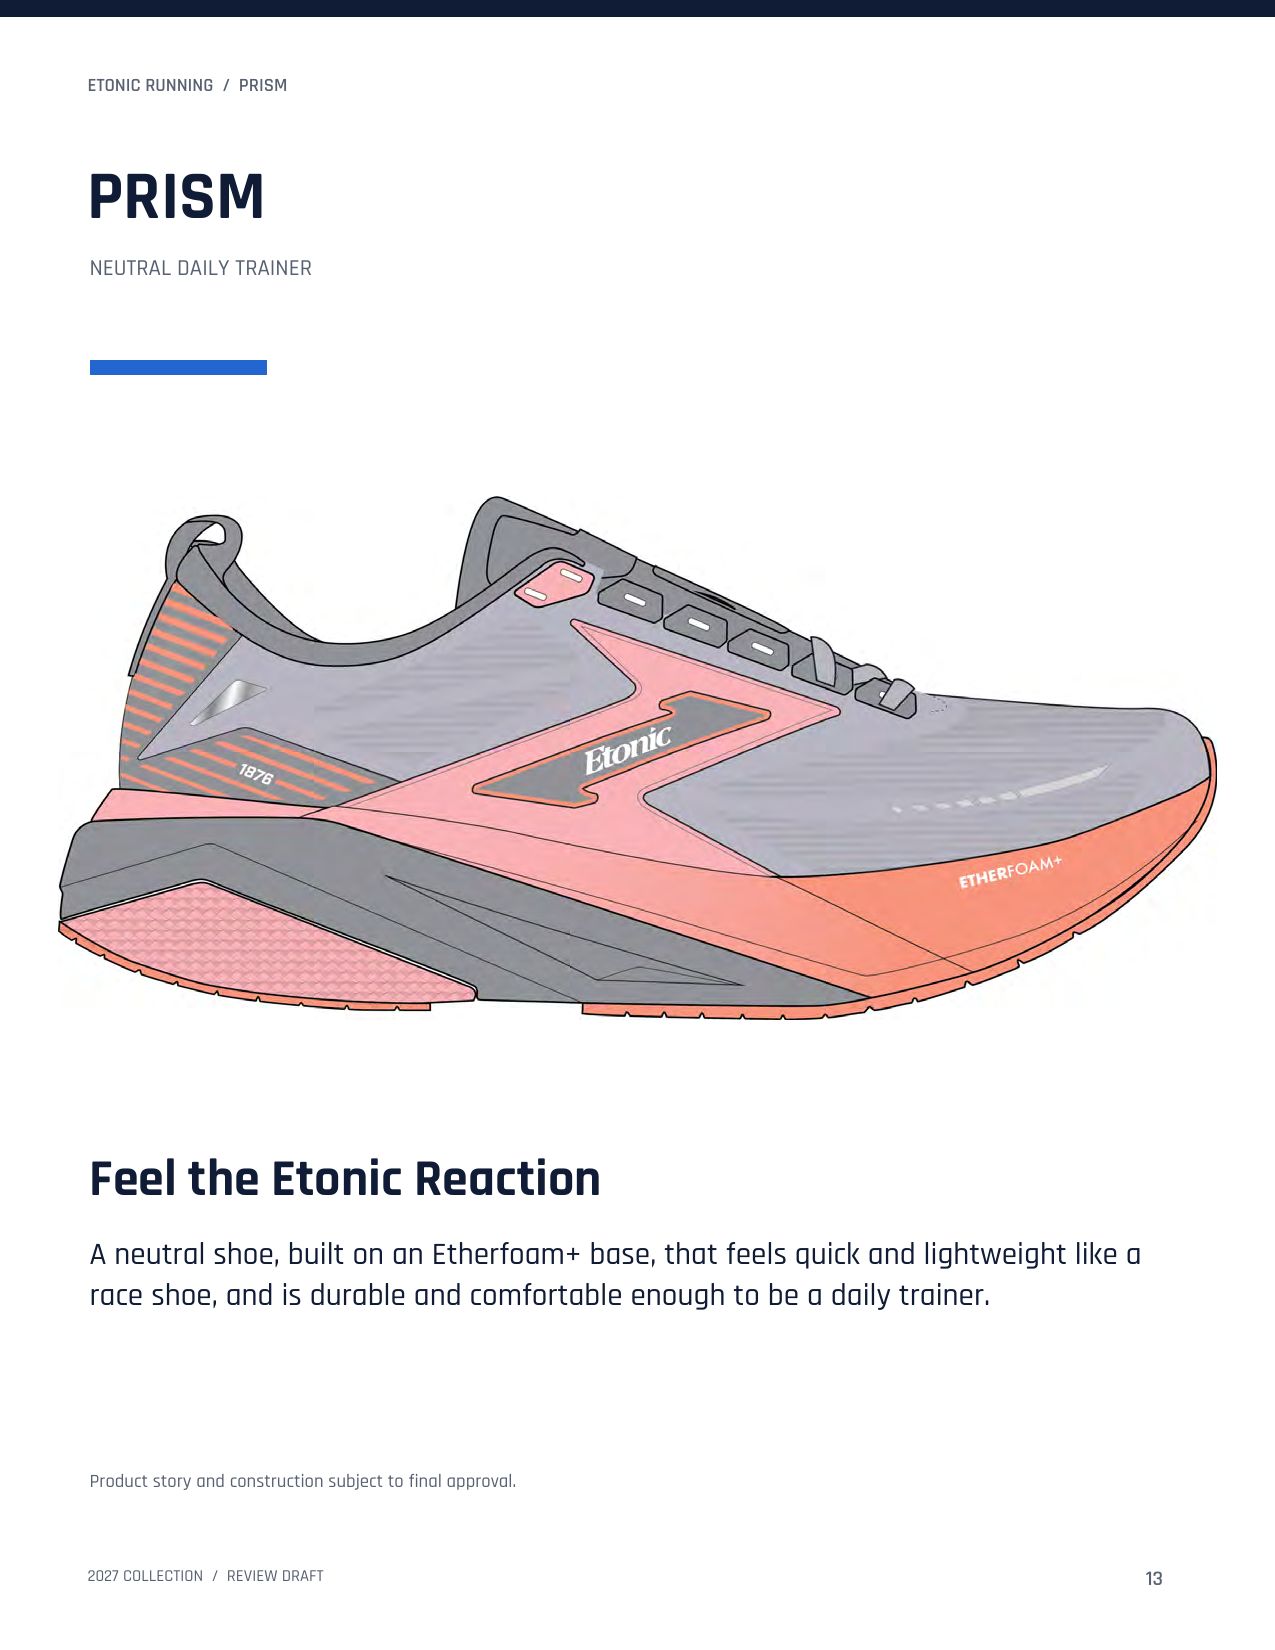 ETONIC RUNNING / PRISM
PRISM
NEUTRAL DAILY TRAINER
Etonic
1876
ETHERFOAM+
Feel the Etonic Reaction
A neutral shoe, built on an Etherfoam+ base, that feels quick and lightweight like a
race shoe, and is durable and comfortable enough to be a daily trainer.
Product story and construction subject to final approval.
2027 COLLECTION / REVIEW DRAFT
13